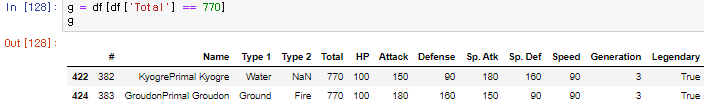 In [128]: g = df[df['Total'] == 770]
g
Out [128]:
# Name Type 1 Type 2 Total HP Attack Defense Sp. Atk Sp. Def Speed Generation Legendary
422 382 KyogrePrimal Kyogre Water NaN 770 100 150 90 180 160 90 3 True
424 383 GroudonPrimal Groudon Ground Fire 770 100 180 160 150 90 90 3 True